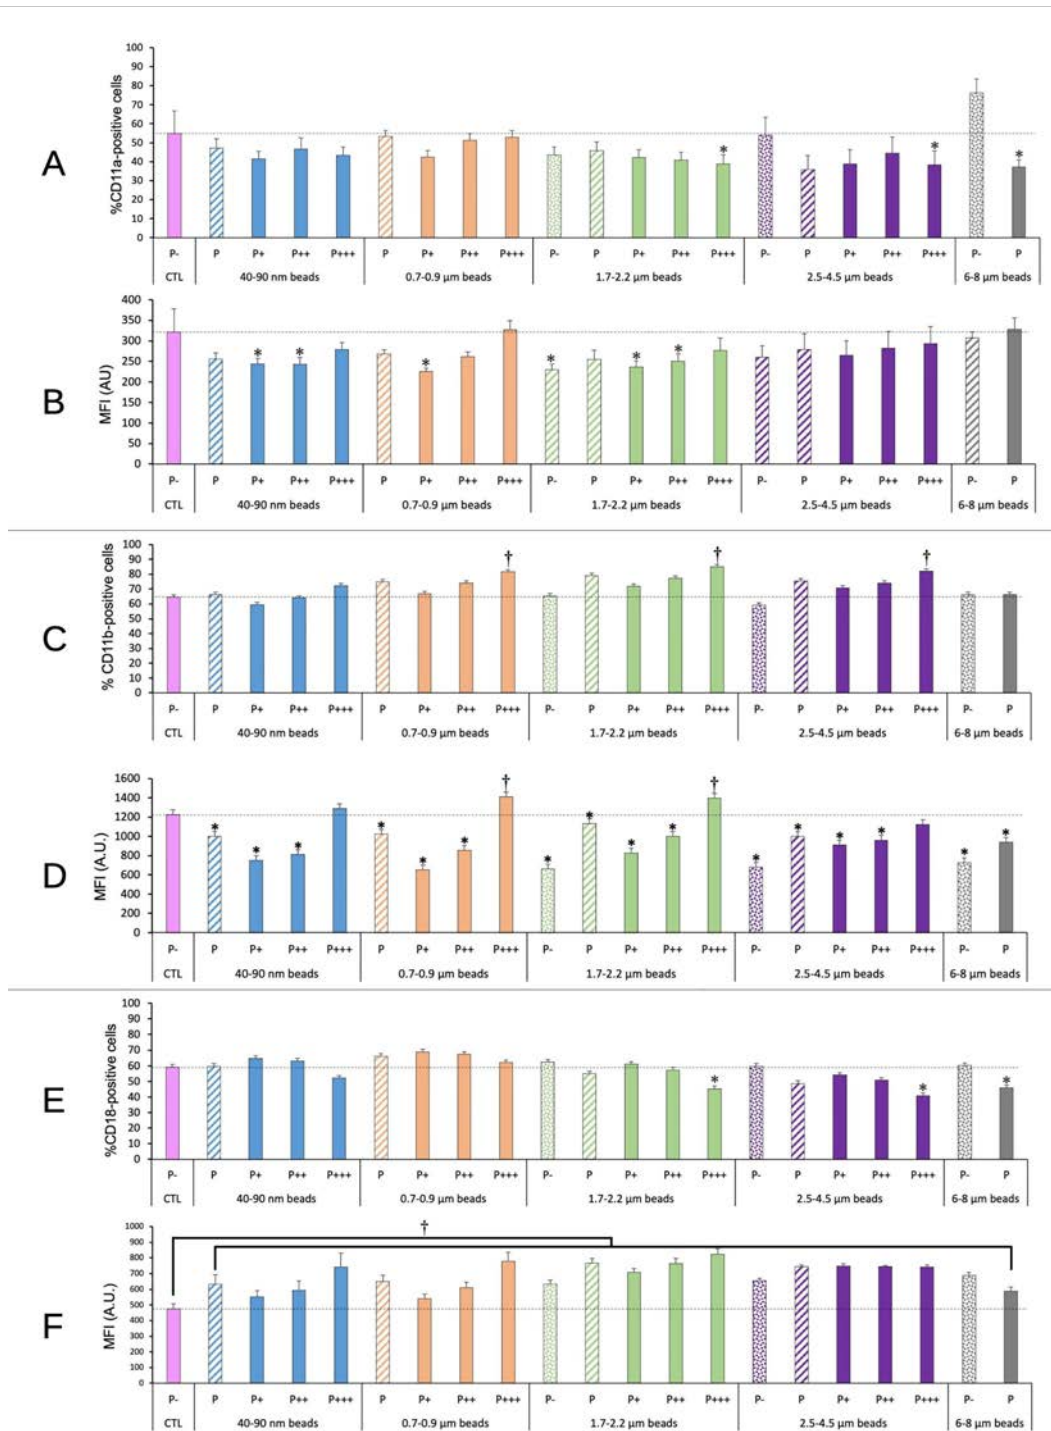 A
%CD11a-positive cells
100
90
80
70
60
50
40
30
20
10
0
* * *
P- P P+ P++ P+++ P P+ P++ P+++ P- P P+ P++ P+++ P- P P+ P++ P+++ P- P
CTL 40-90 nm beads 0.7-0.9 µm beads 1.7-2.2 µm beads 2.5-4.5 µm beads 6-8 µm beads
B
MFI (AU)
400
350
300
250
200
150
100
50
0
* * * * * *
P- P P+ P++ P+++ P P+ P++ P+++ P- P P+ P++ P+++ P- P P+ P++ P+++ P- P
CTL 40-90 nm beads 0.7-0.9 µm beads 1.7-2.2 µm beads 2.5-4.5 µm beads 6-8 µm beads
C
% CD11b-positive cells
100
90
80
70
60
50
40
30
20
10
0
† † †
P- P P+ P++ P+++ P P+ P++ P+++ P- P P+ P++ P+++ P- P P+ P++ P+++ P- P
CTL 40-90 nm beads 0.7-0.9 µm beads 1.7-2.2 µm beads 2.5-4.5 µm beads 6-8 µm beads
D
MFI (A.U.)
1600
1400
1200
1000
800
600
400
200
0
* * * * * * † * * * * † * * * * * *
P- P P+ P++ P+++ P P+ P++ P+++ P- P P+ P++ P+++ P- P P+ P++ P+++ P- P
CTL 40-90 nm beads 0.7-0.9 µm beads 1.7-2.2 µm beads 2.5-4.5 µm beads 6-8 µm beads
E
%CD18-positive cells
100
90
80
70
60
50
40
30
20
10
0
* * *
P- P P+ P++ P+++ P P+ P++ P+++ P- P P+ P++ P+++ P- P P+ P++ P+++ P- P
CTL 40-90 nm beads 0.7-0.9 µm beads 1.7-2.2 µm beads 2.5-4.5 µm beads 6-8 µm beads
F
MFI (A.U.)
1000
900
800
700
600
500
400
300
200
100
0
†
P- P P+ P++ P+++ P P+ P++ P+++ P- P P+ P++ P+++ P- P P+ P++ P+++ P- P
CTL 40-90 nm beads 0.7-0.9 µm beads 1.7-2.2 µm beads 2.5-4.5 µm beads 6-8 µm beads